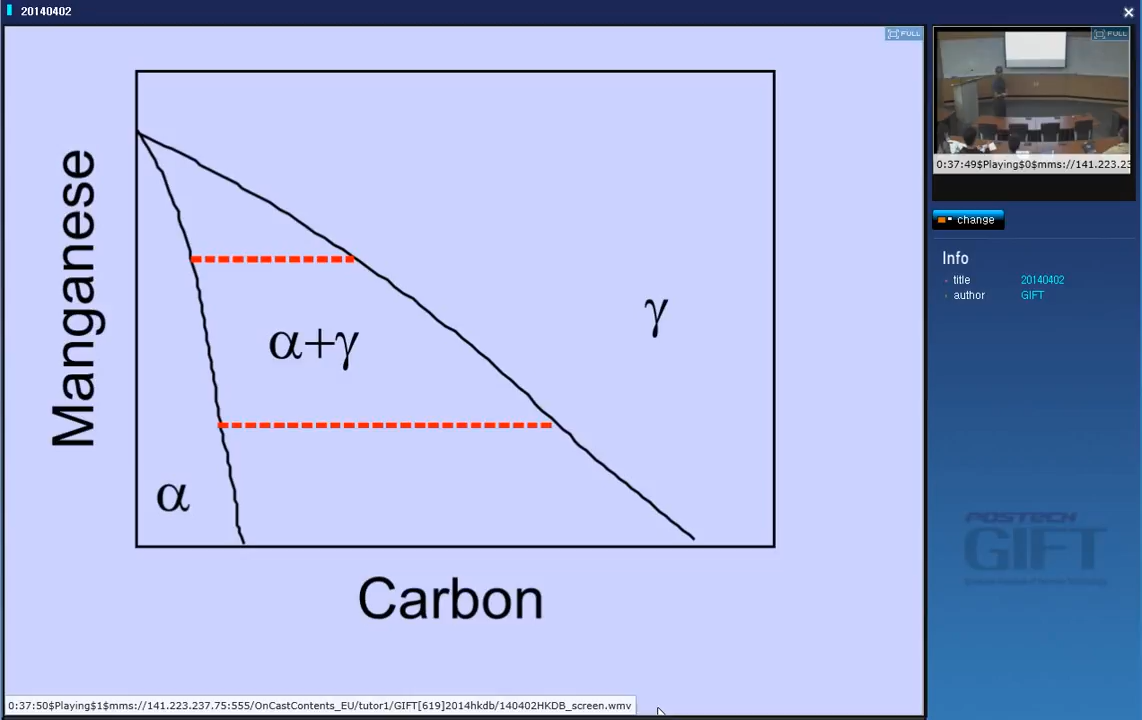 20140402
FULL
FULL
Manganese
γ
α+γ
α
Carbon
0:37:49$Playing$0$mms://141.223.23
change
Info
title 20140402
author GIFT
POSTECH
GIFT
0:37:50$Playing$1$mms://141.223.237.75:555/OnCastContents_EU/tutor1/GIFT[619]2014hkdb/140402HKDB_screen.wmv